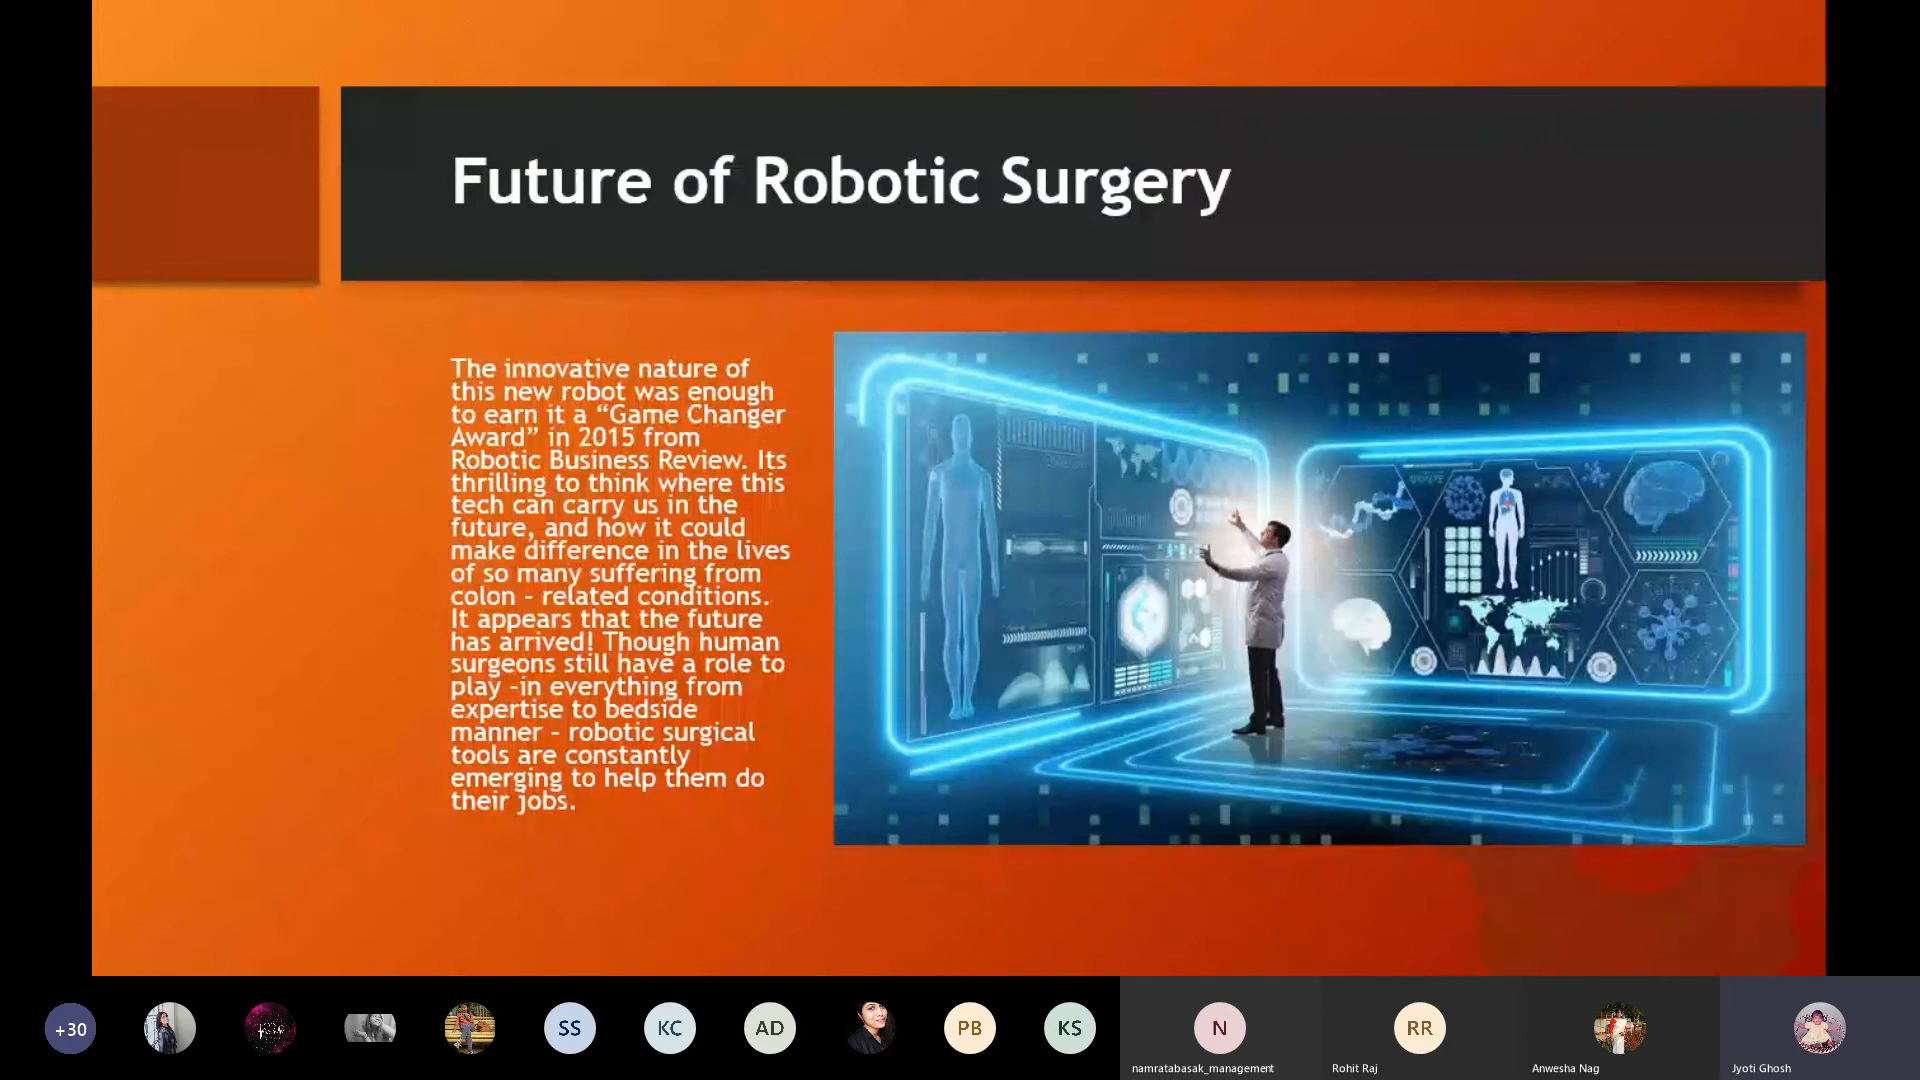 Future of Robotic Surgery
The innovative nature of
this new robot was enough
to earn it a “Game Changer
Award” in 2015 from
Robotic Business Review. Its
thrilling to think where this
tech can carry us in the
future, and how it could
make difference in the lives
of so many suffering from
colon - related conditions.
It appears that the future
has arrived! Though human
surgeons still have a role to
play -in everything from
expertise to bedside
manner - robotic surgical
tools are constantly
emerging to help them do
their jobs.
+30
SS
KC
AD
PB
KS
N
RR
namratabasak_management
Rohit Raj
Anwesha Nag
Jyoti Ghosh